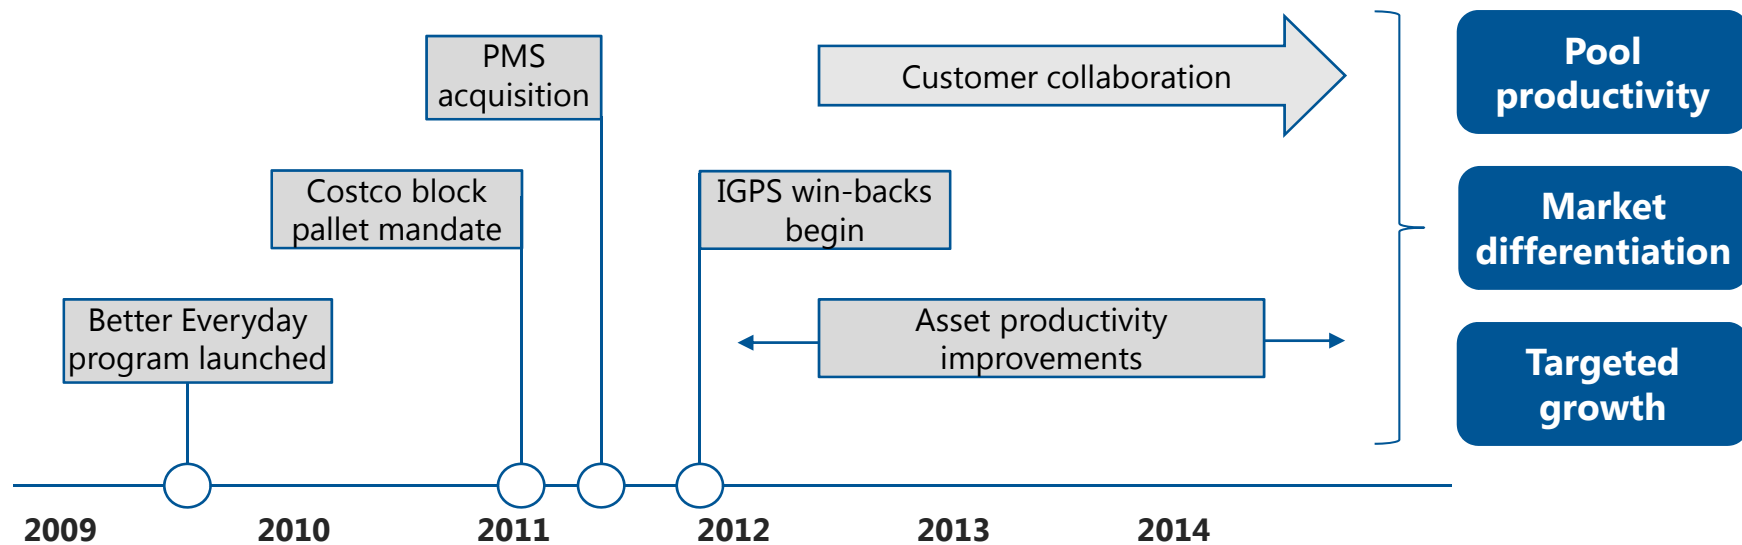 PMS
acquisition
Customer collaboration
Pool
productivity
Costco block
pallet mandate
IGPS win-backs
begin
Market
differentiation
Better Everyday
program launched
Asset productivity
improvements
Targeted
growth
2009 2010 2011 2012 2013 2014